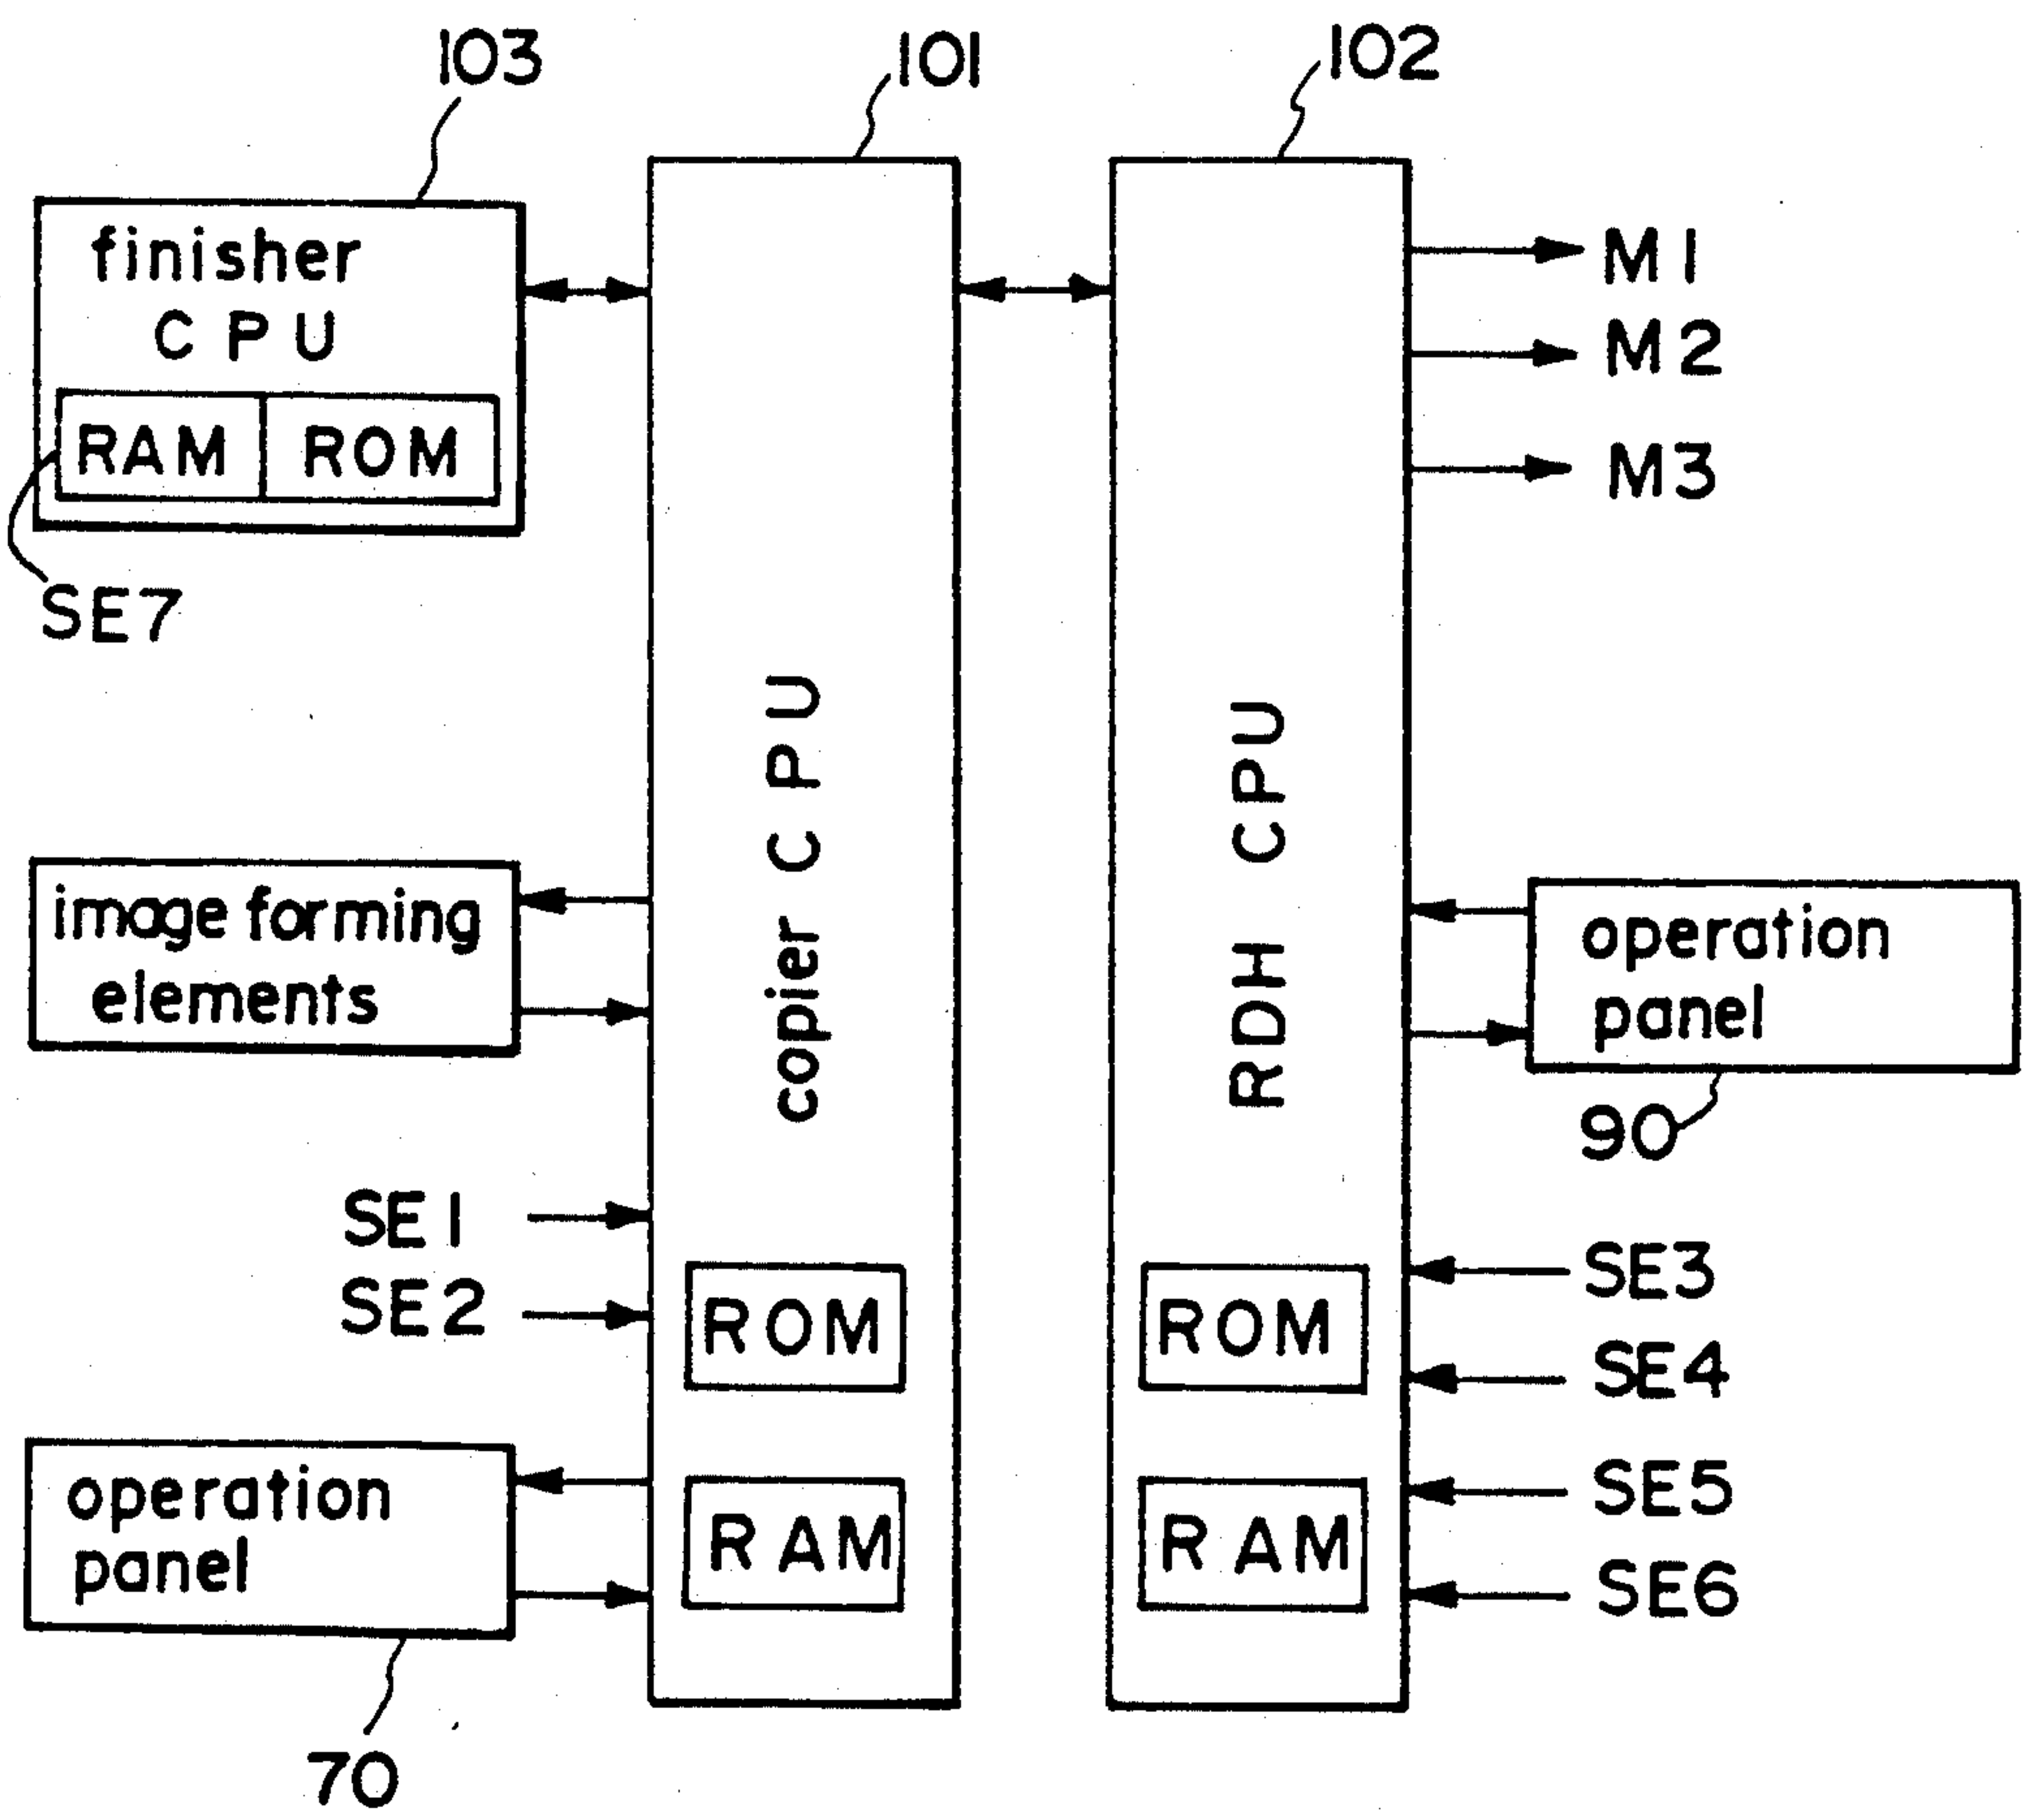 103
101
102
finisher
CPU
RAM
ROM
SE7
M1
M2
M3
copier CPU
RDH CPU
image forming
elements
operation
panel
90
SE1
SE2
SE3
SE4
SE5
SE6
ROM
ROM
RAM
RAM
operation
panel
70